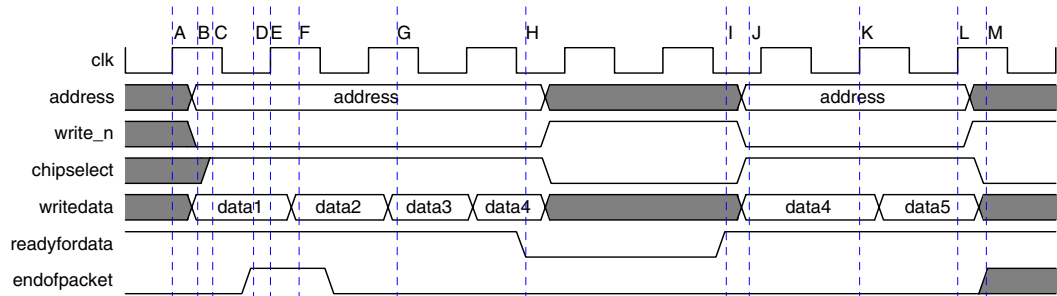 A B C D E F G H I J K L M
clk
address address address
write_n
chipselect
writedata data1 data2 data3 data4 data4 data5
readyfordata
endofpacket